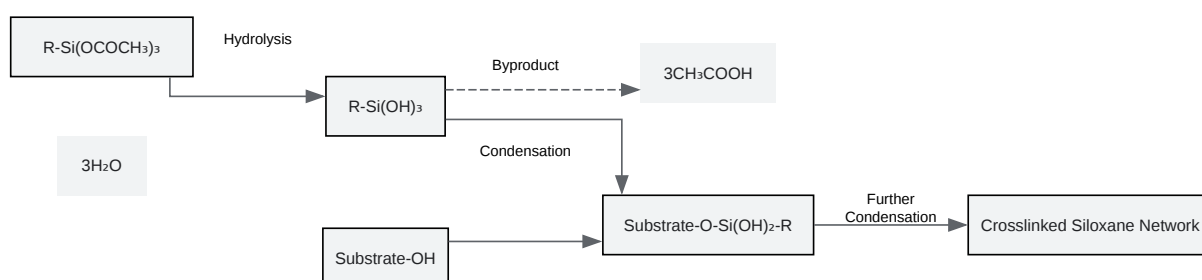 R-Si(OCOCH₃)₃
Hydrolysis
Byproduct
3CH₃COOH
R-Si(OH)₃
Condensation
3H₂O
Substrate-OH
Substrate-O-Si(OH)₂-R
Further
Condensation
Crosslinked Siloxane Network